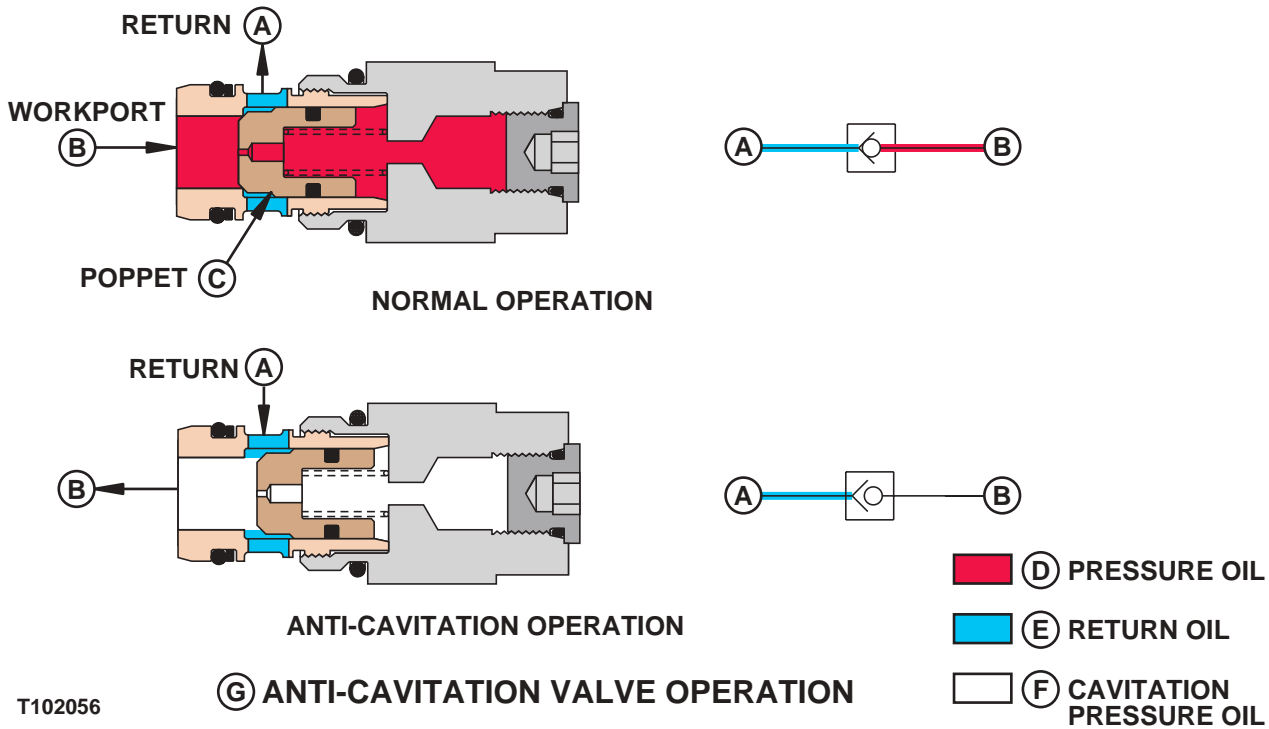 RETURN A
WORKPORT
B
POPPET C
NORMAL OPERATION
A B
RETURN A
B
ANTI-CAVITATION OPERATION
A B
D PRESSURE OIL
E RETURN OIL
F CAVITATION
PRESSURE OIL
G ANTI-CAVITATION VALVE OPERATION
T102056